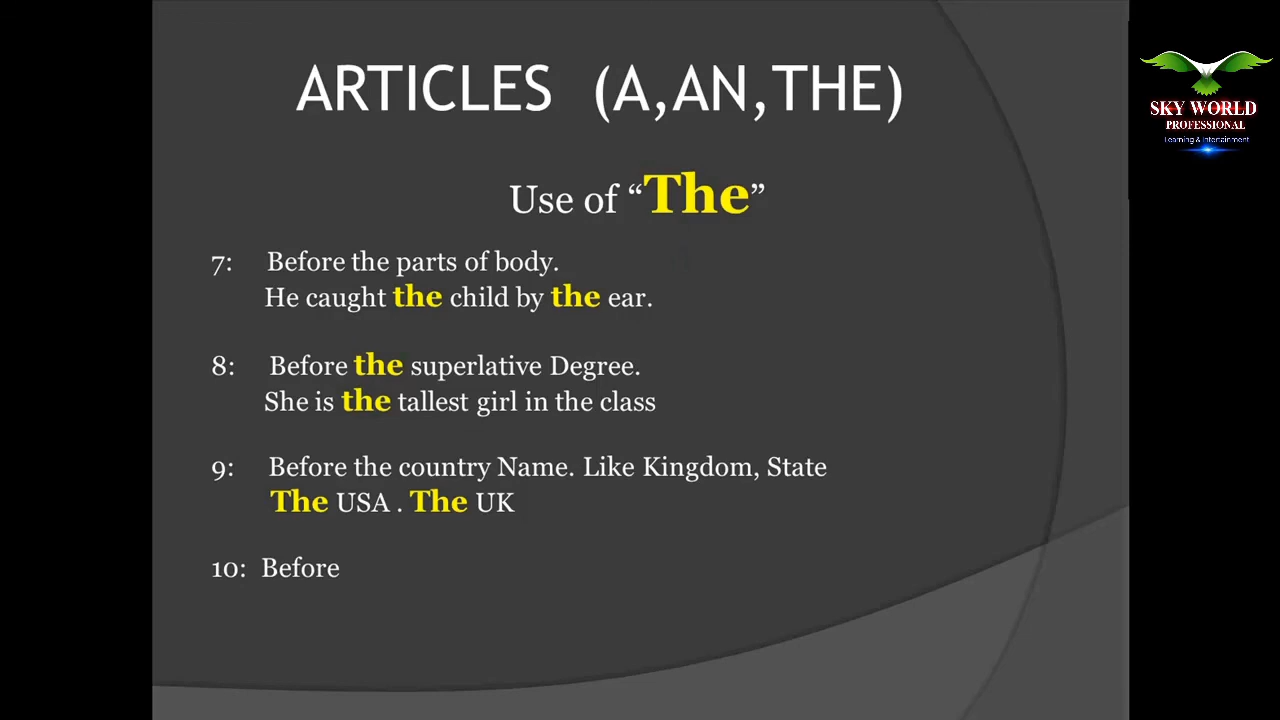 ARTICLES (A,AN,THE)
SKY WORLD
PROFESSIONAL
Learning & Intertainment
Use of “The”
7: Before the parts of body.
He caught the child by the ear.
8: Before the superlative Degree.
She is the tallest girl in the class
9: Before the country Name. Like Kingdom, State
The USA . The UK
10: Before